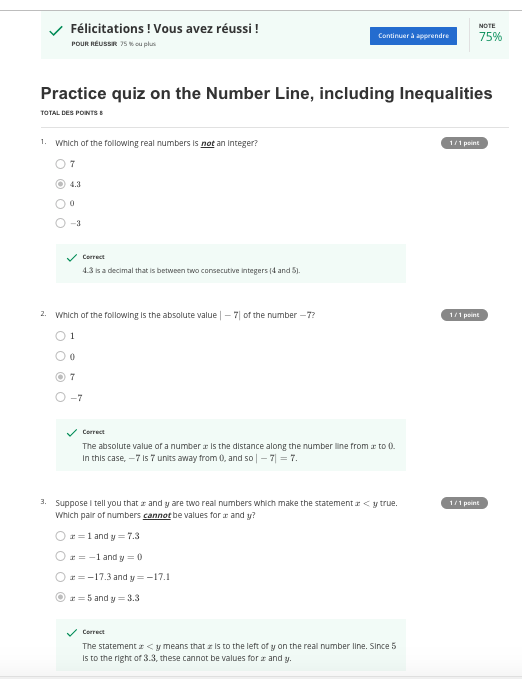 Félicitations ! Vous avez réussi !
POUR RÉUSSIR 75 % ou plus
Continuer à apprendre
NOTE
75%
Practice quiz on the Number Line, including Inequalities
TOTAL DES POINTS 8
1. Which of the following real numbers is not an integer?
1 / 1 point
7
4.3
0
−3
Correct
4.3 is a decimal that is between two consecutive integers (4 and 5).
2. Which of the following is the absolute value | − 7| of the number −7?
1 / 1 point
1
0
7
−7
Correct
The absolute value of a number x is the distance along the number line from x to 0.
In this case, −7 is 7 units away from 0, and so | − 7| = 7.
3. Suppose I tell you that x and y are two real numbers which make the statement x < y true.
Which pair of numbers cannot be values for x and y?
1 / 1 point
x = 1 and y = 7.3
x = −1 and y = 0
x = −17.3 and y = −17.1
x = 5 and y = 3.3
Correct
The statement x < y means that x is to the left of y on the real number line. Since 5
is to the right of 3.3, these cannot be values for x and y.